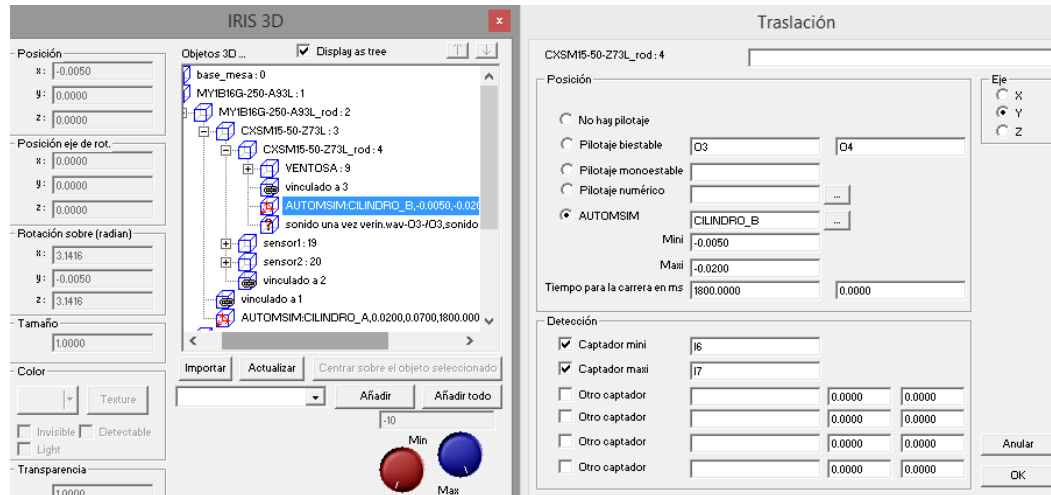 IRIS 3D
x
Posición
x: -0.0050
y: 0.0000
z: 0.0000
Posición eje de rot.
x: 0.0000
y: 0.0000
z: 0.0000
Rotación sobre (radian)
x: 3.1416
y: -0.0050
z: 3.1416
Tamaño
1.0000
Color
Texture
Invisible Detectable
Light
Transparencia
1.0000
Objetos 3D ... Display as tree
base_mesa : 0
MY1B16G-250-A93L : 1
MY1B16G-250-A93L_rod : 2
CXSM15-50-Z73L : 3
CXSM15-50-Z73L_rod : 4
VENTOSA : 9
vinculado a 3
AUTOMSIM:CILINDRO_B,-0.0050,-0.020
sonido una vez verin.wav-O3-/O3,sonido
sensor1 : 19
sensor2 : 20
vinculado a 2
vinculado a 1
AUTOMSIM:CILINDRO_A,0.0200,0.0700,1800.000
Importar Actualizar Centrar sobre el objeto seleccionado
Añadir Añadir todo
-10
Min
Max
Traslación
CXSM15-50-Z73L_rod : 4
Posición
No hay pilotaje
Pilotaje biestable O3 O4
Pilotaje monoestable
Pilotaje numérico ...
AUTOMSIM CILINDRO_B ...
Mini -0.0050
Maxi -0.0200
Tiempo para la carrera en ms 1800.0000 0.0000
Eje
X
Y
Z
Detección
Captador mini I6
Captador maxi I7
Otro captador 0.0000 0.0000
Otro captador 0.0000 0.0000
Otro captador 0.0000 0.0000
Otro captador 0.0000 0.0000
Anular
OK